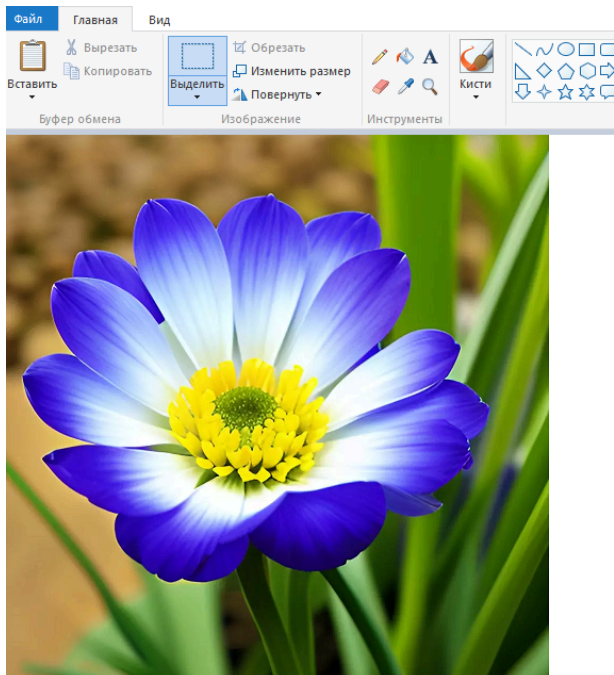 Файл Главная Вид
Вставить
Вырезать
Копировать
Буфер обмена
Выделить
Обрезать
Изменить размер
Повернуть
Изображение
A
Инструменты
Кисти